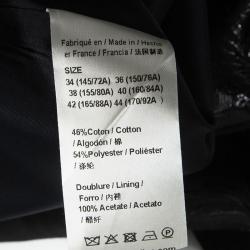 Fabriqué en / Made in / Hecho
en France / Francia / 法国制造
SIZE
34 (145/72A) 36 (150/76A)
38 (155/80A) 40 (160/84A)
42 (165/88A) 44 (170/92A)
46%Coton / Cotton
/ Algodón / 棉
54%Polyester / Poliéster
/ 涤纶
Doublure / Lining /
Forro / 内裡
100% Acetate / Acetato
/ 醋纤